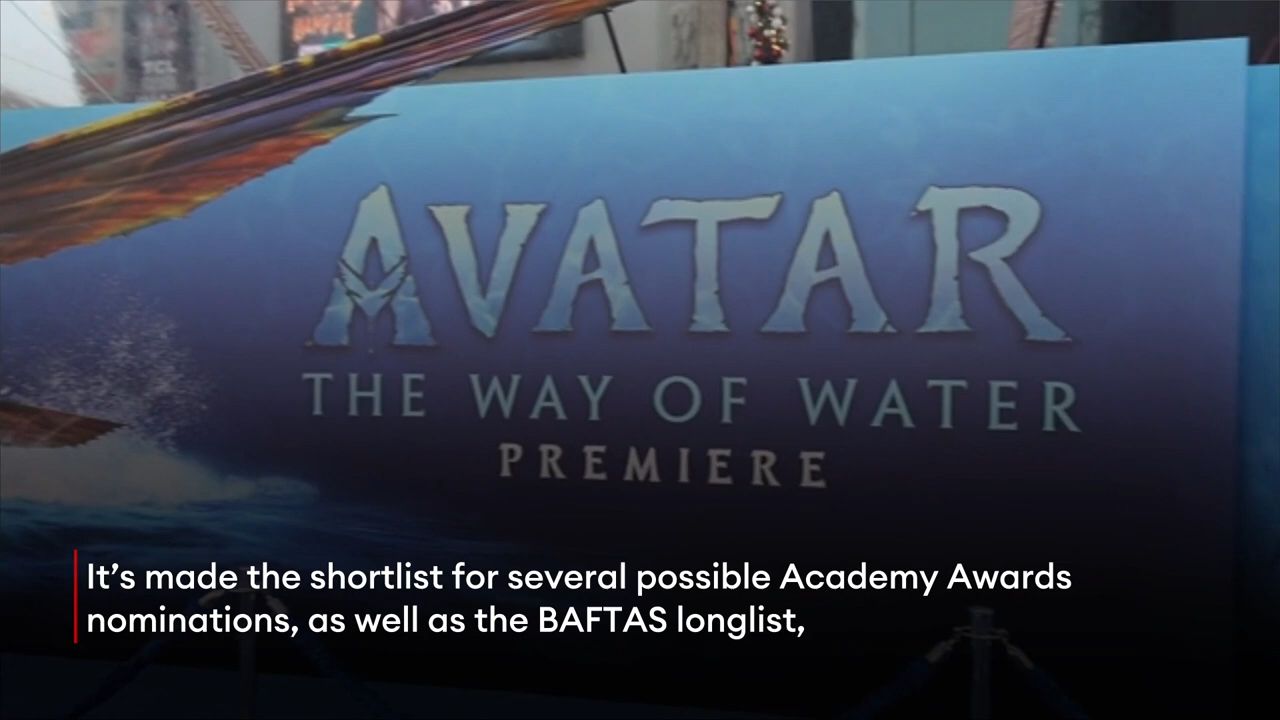 TCL
AVATAR
THE WAY OF WATER
PREMIERE
It's made the shortlist for several possible Academy Awards
nominations, as well as the BAFTAS longlist,